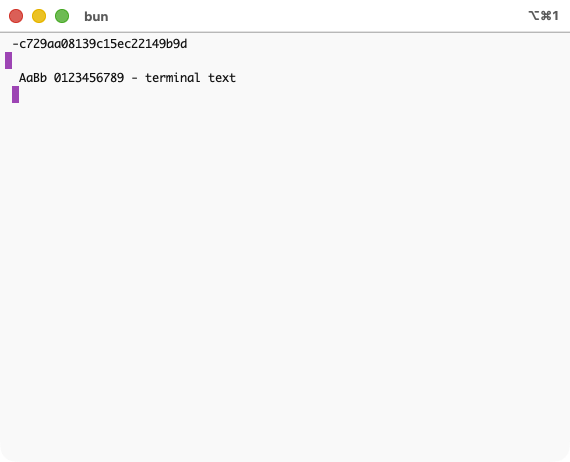 bun
⌥⌘1
-c729aa08139c15ec22149b9d
AaBb 0123456789 - terminal text